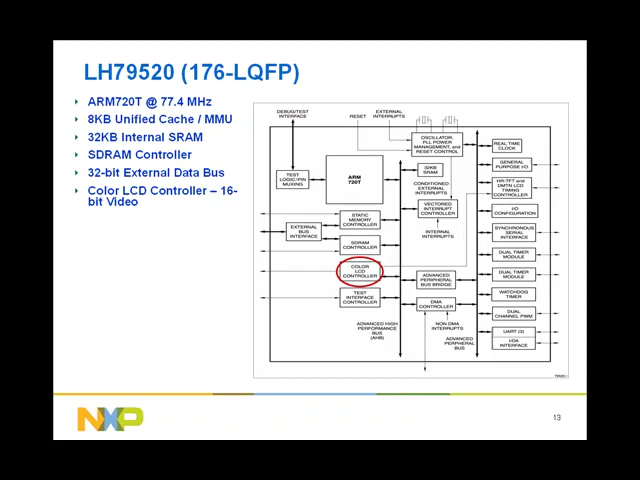 LH79520 (176-LQFP)
ARM720T @ 77.4 MHz
8KB Unified Cache / MMU
32KB Internal SRAM
SDRAM Controller
32-bit External Data Bus
Color LCD Controller – 16-
bit Video
DEBUG/TEST
INTERFACE
RESET
EXTERNAL
INTERRUPTS
OSCILLATOR,
PLL POWER
MANAGEMENT, and
RESET CONTROL
REAL TIME
CLOCK
TEST
LOGIC/PIN
MUXING
ARM
720T
32KB
SRAM
GENERAL
PURPOSE I/O
CONDITIONED
EXTERNAL
INTERRUPTS
HR-TFT and
DMTN LCD
TIMING
CONTROLLER
VECTORED
INTERRUPT
CONTROLLER
I/O
CONFIGURATION
STATIC
MEMORY
CONTROLLER
EXTERNAL
BUS
INTERFACE
INTERNAL
INTERRUPTS
SYNCHRONOUS
SERIAL
INTERFACE
SDRAM
CONTROLLER
DUAL TIMER
MODULE
COLOR
LCD
CONTROLLER
ADVANCED
PERIPHERAL
BUS BRIDGE
DUAL TIMER
MODULE
TEST
INTERFACE
CONTROLLER
DMA
CONTROLLER
WATCHDOG
TIMER
DUAL
CHANNEL PWM
ADVANCED HIGH
PERFORMANCE
BUS (AHB)
NON DMA
INTERRUPTS
ADVANCED
PERIPHERAL
BUS
UART (3)
IrDA
INTERFACE
NXP
13